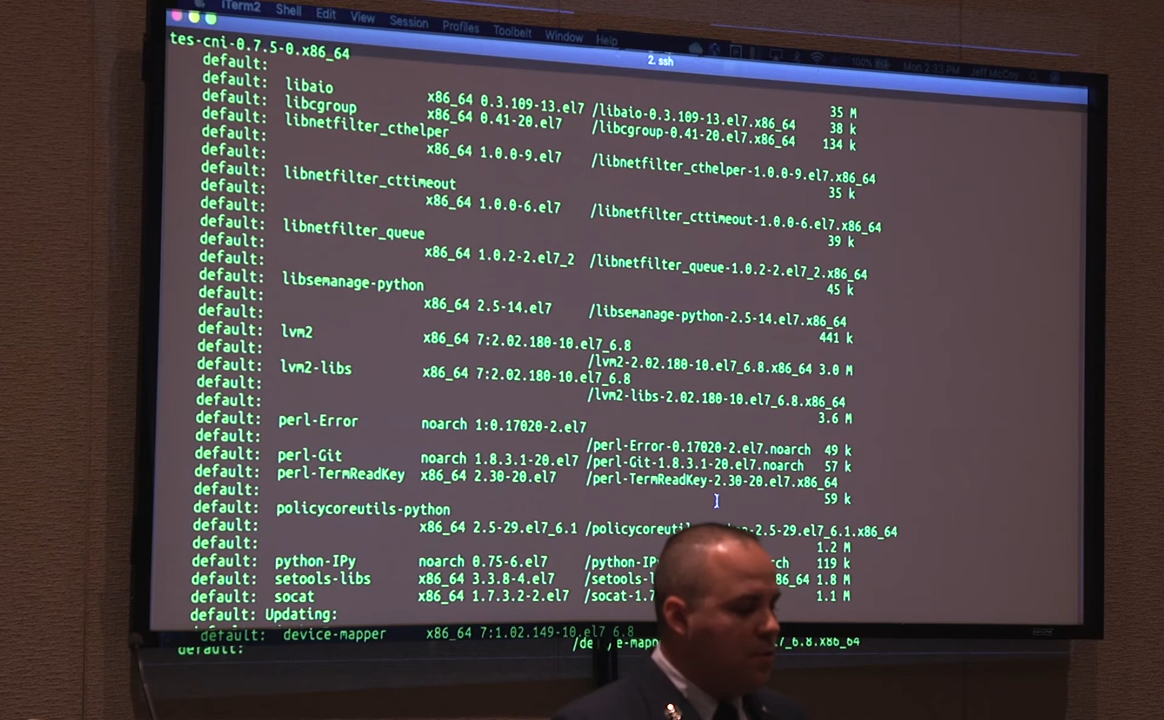 iTerm2 Shell Edit View Session Profiles Toolbelt Window Help 100% Mon 2:33 PM Jeff McCoy
2. ssh
tes-cni-0.7.5-0.x86_64
default:
default: libaio x86_64 0.3.109-13.el7 /libaio-0.3.109-13.el7.x86_64 35 M
default: libcgroup x86_64 0.41-20.el7 /libcgroup-0.41-20.el7.x86_64 38 k
default: libnetfilter_cthelper 134 k
default: x86_64 1.0.0-9.el7 /libnetfilter_cthelper-1.0.0-9.el7.x86_64
default: 35 k
default: libnetfilter_cttimeout
default: x86_64 1.0.0-6.el7 /libnetfilter_cttimeout-1.0.0-6.el7.x86_64
default: 39 k
default: libnetfilter_queue
default: x86_64 1.0.2-2.el7_2 /libnetfilter_queue-1.0.2-2.el7_2.x86_64
default: 45 k
default: libsemanage-python
default: x86_64 2.5-14.el7 /libsemanage-python-2.5-14.el7.x86_64
default: 441 k
default: lvm2 x86_64 7:2.02.180-10.el7_6.8
default: /lvm2-2.02.180-10.el7_6.8.x86_64 3.0 M
default: lvm2-libs x86_64 7:2.02.180-10.el7_6.8
default: /lvm2-libs-2.02.180-10.el7_6.8.x86_64
default: 3.6 M
default: perl-Error noarch 1:0.17020-2.el7
default: /perl-Error-0.17020-2.el7.noarch 49 k
default: perl-Git noarch 1.8.3.1-20.el7 /perl-Git-1.8.3.1-20.el7.noarch 57 k
default: perl-TermReadKey x86_64 2.30-20.el7 /perl-TermReadKey-2.30-20.el7.x86_64
default: 59 k
default: policycoreutils-python
default: x86_64 2.5-29.el7_6.1 /policycoreutil -2.5-29.el7_6.1.x86_64
default: 1.2 M
default: python-IPy noarch 0.75-6.el7 /python-IP rch 119 k
default: setools-libs x86_64 3.3.8-4.el7 /setools-l 86_64 1.8 M
default: socat x86_64 1.7.3.2-2.el7 /socat-1.7 1.1 M
default: Updating:
default: device-mapper x86_64 7:1.02.149-10.el7_6.8
default: e-mapp 7_6.8.x86_64